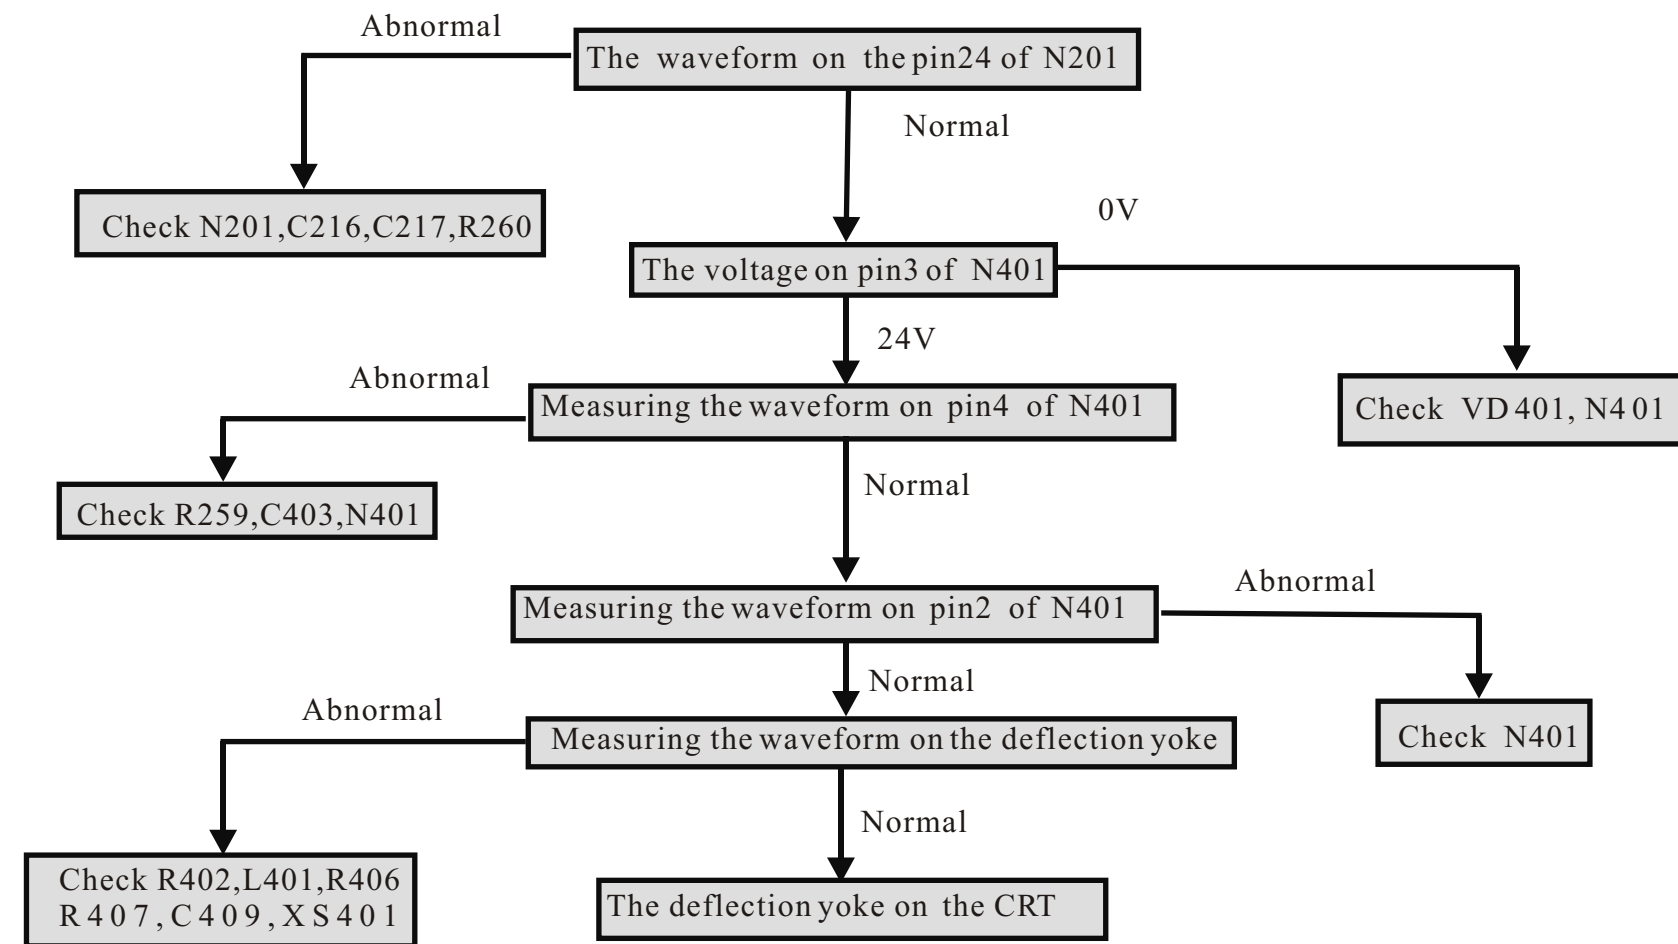 Abnormal
The waveform on the pin24 of N201
Normal
Check N201,C216,C217,R260
0V
The voltage on pin3 of N401
24V
Abnormal
Measuring the waveform on pin4 of N401
Check VD401, N401
Normal
Check R259,C403,N401
Abnormal
Measuring the waveform on pin2 of N401
Normal
Abnormal
Measuring the waveform on the deflection yoke
Check N401
Normal
Check R402,L401,R406
R407,C409,XS401
The deflection yoke on the CRT